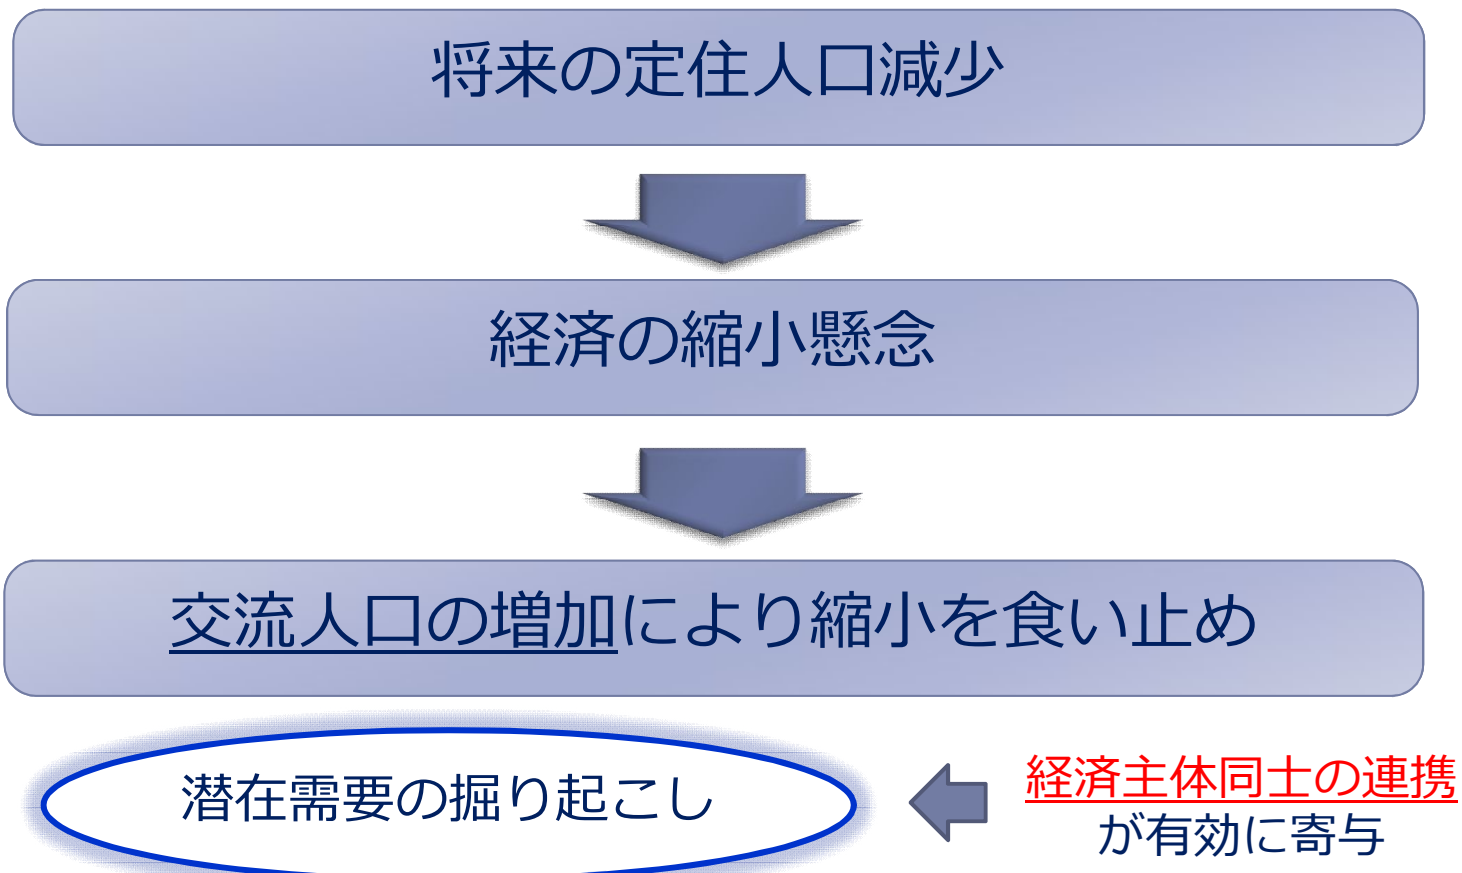 将来の定住人口減少
経済の縮小懸念
交流人口の増加により縮小を食い止め
潜在需要の掘り起こし
経済主体同士の連携
が有効に寄与